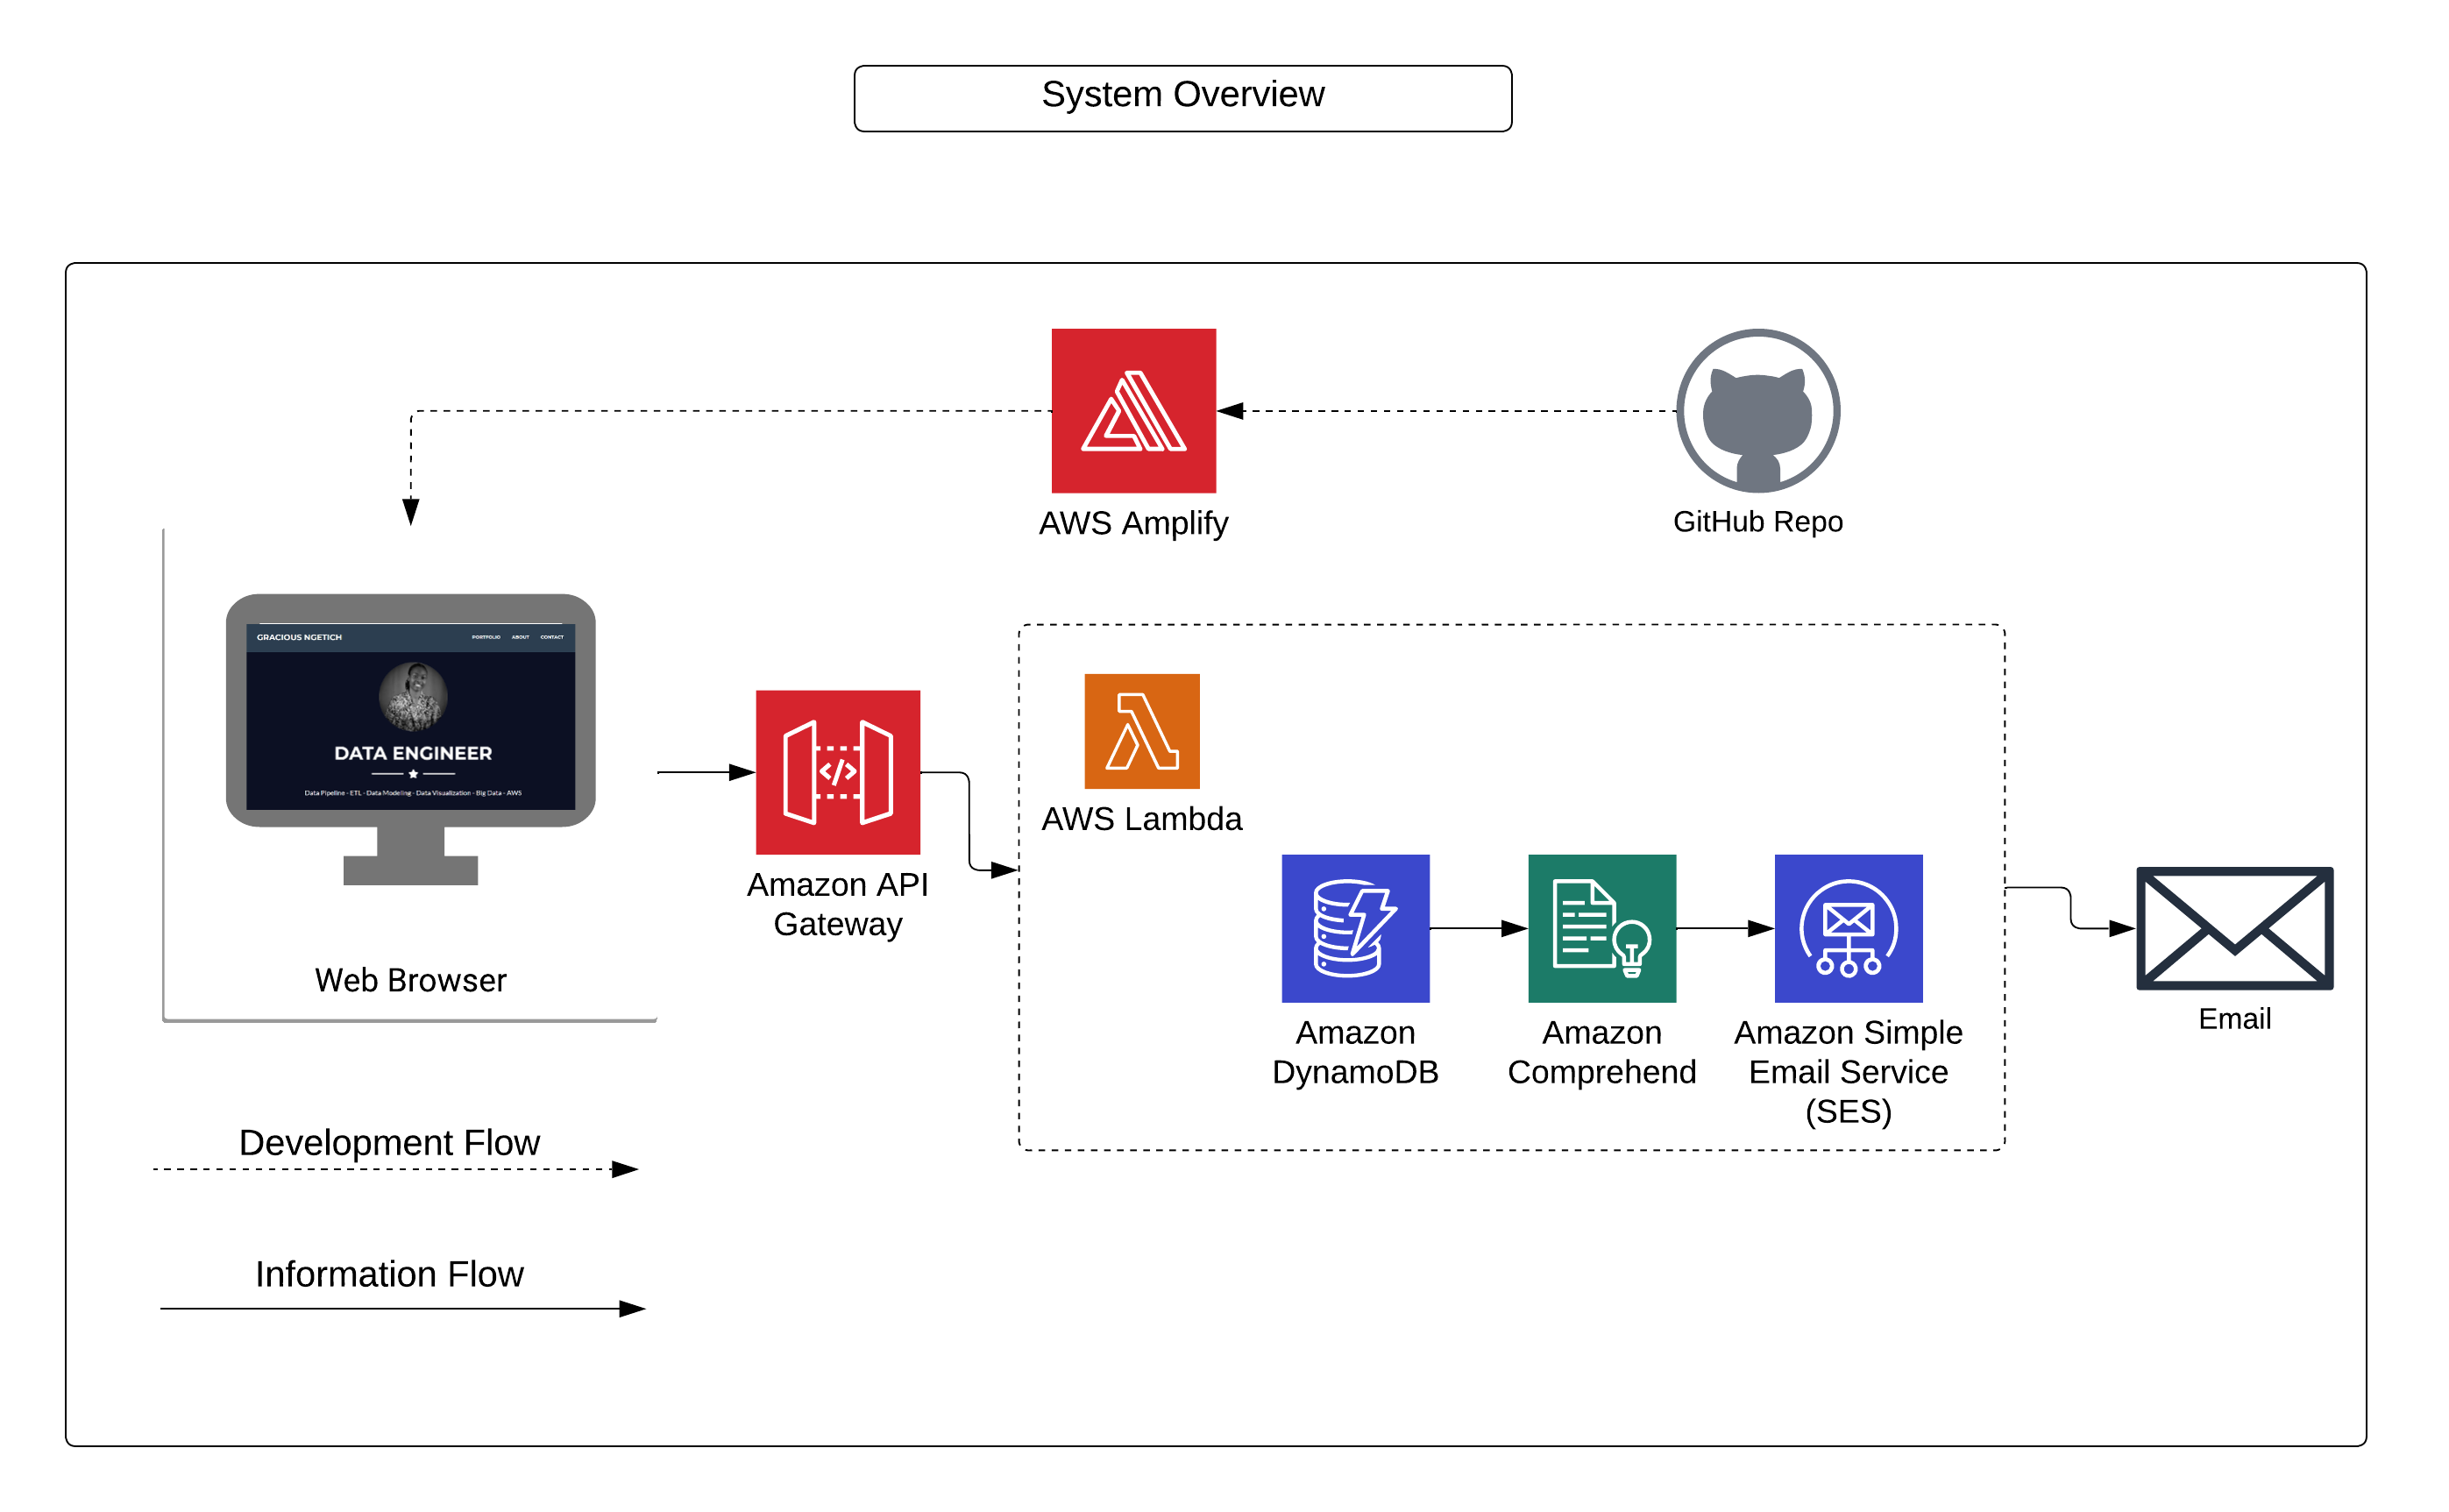 System Overview
AWS Amplify
GitHub Repo
GRACIOUS NGETICH
PORTFOLIO ABOUT CONTACT
DATA ENGINEER
Data Pipeline - ETL - Data Modeling - Data Visualization - Big Data - AWS
Web Browser
Amazon API
Gateway
AWS Lambda
Amazon
DynamoDB
Amazon
Comprehend
Amazon Simple
Email Service
(SES)
Email
Development Flow
Information Flow